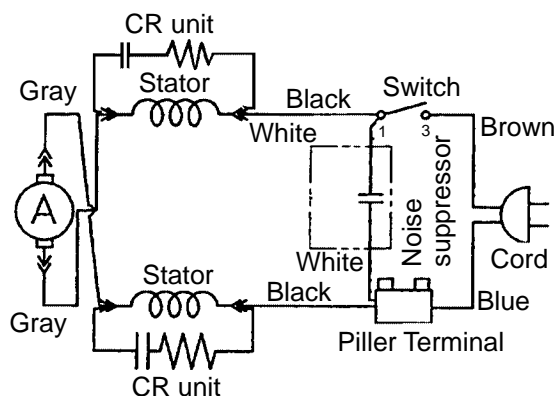 CR unit
Stator
Gray
Black
White
Switch
1
3
Brown
A
Noise
suppressor
Cord
White
Stator
Black
Blue
Gray
Piller Terminal
CR unit